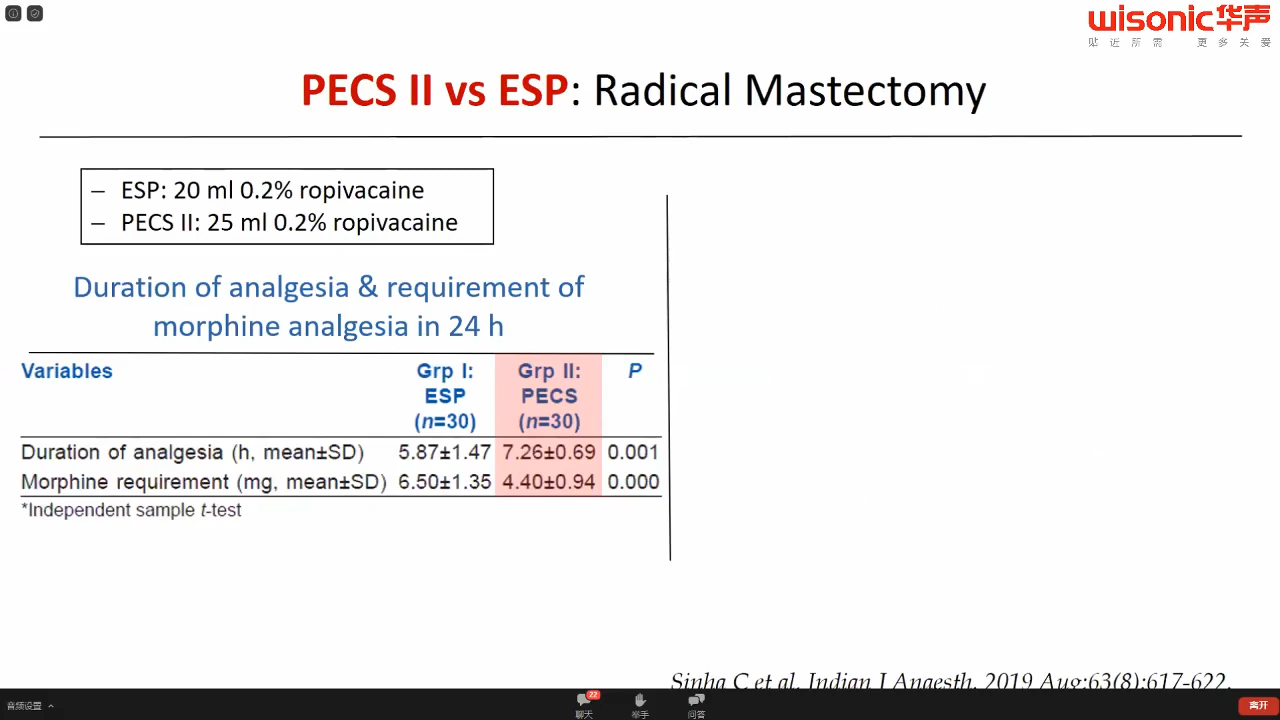 wisonic华声
贴近所需 更多关爱
PECS II vs ESP: Radical Mastectomy
– ESP: 20 ml 0.2% ropivacaine
– PECS II: 25 ml 0.2% ropivacaine
Duration of analgesia & requirement of
morphine analgesia in 24 h
Variables Grp I: ESP (n=30) Grp II: PECS (n=30) P
Duration of analgesia (h, mean±SD) 5.87±1.47 7.26±0.69 0.001
Morphine requirement (mg, mean±SD) 6.50±1.35 4.40±0.94 0.000
*Independent sample t-test
Sinha C et al. Indian J Anaesth. 2019 Aug;63(8):617-622.
音频设置
22
聊天
举手
问答
离开